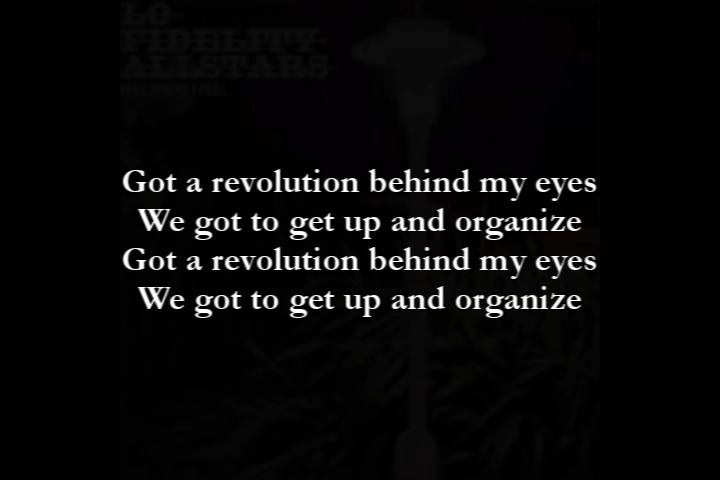 LO-
FIDELITY
ALLSTARS
Got a revolution behind my eyes
We got to get up and organize
Got a revolution behind my eyes
We got to get up and organize